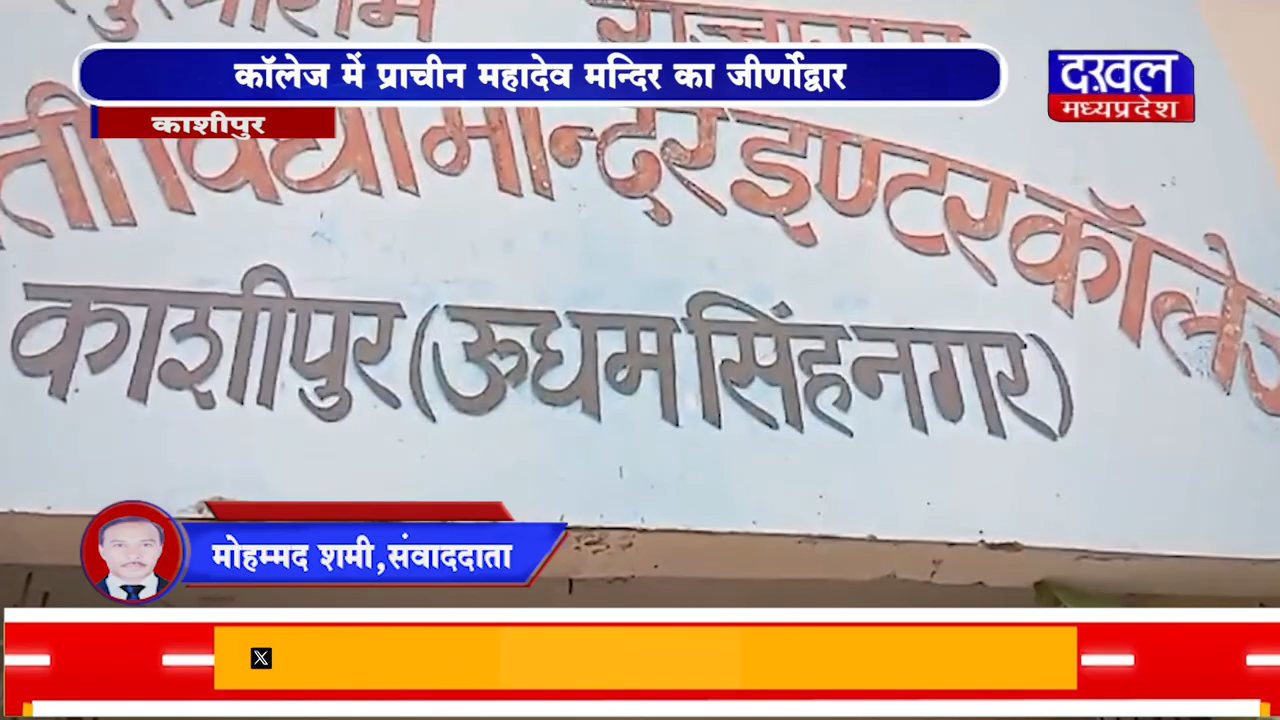 कॉलेज में प्राचीन महादेव मन्दिर का जीर्णोद्वार
दख़ल
मध्यप्रदेश
काशीपुर
विद्या मन्दिर इण्टर कॉलेज
काशीपुर (ऊधम सिंह नगर)
मोहम्मद शमी,संवाददाता